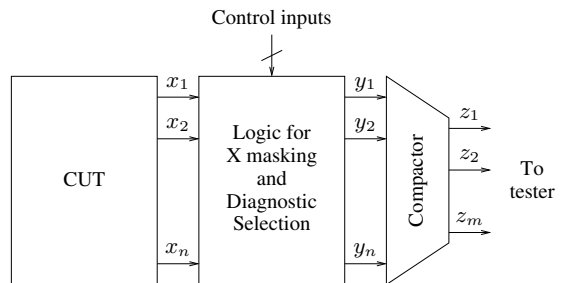 Control inputs
x₁
x₂
xₙ
CUT
Logic for
X masking
and
Diagnostic
Selection
y₁
y₂
yₙ
Compactor
z₁
z₂
zₘ
To
tester